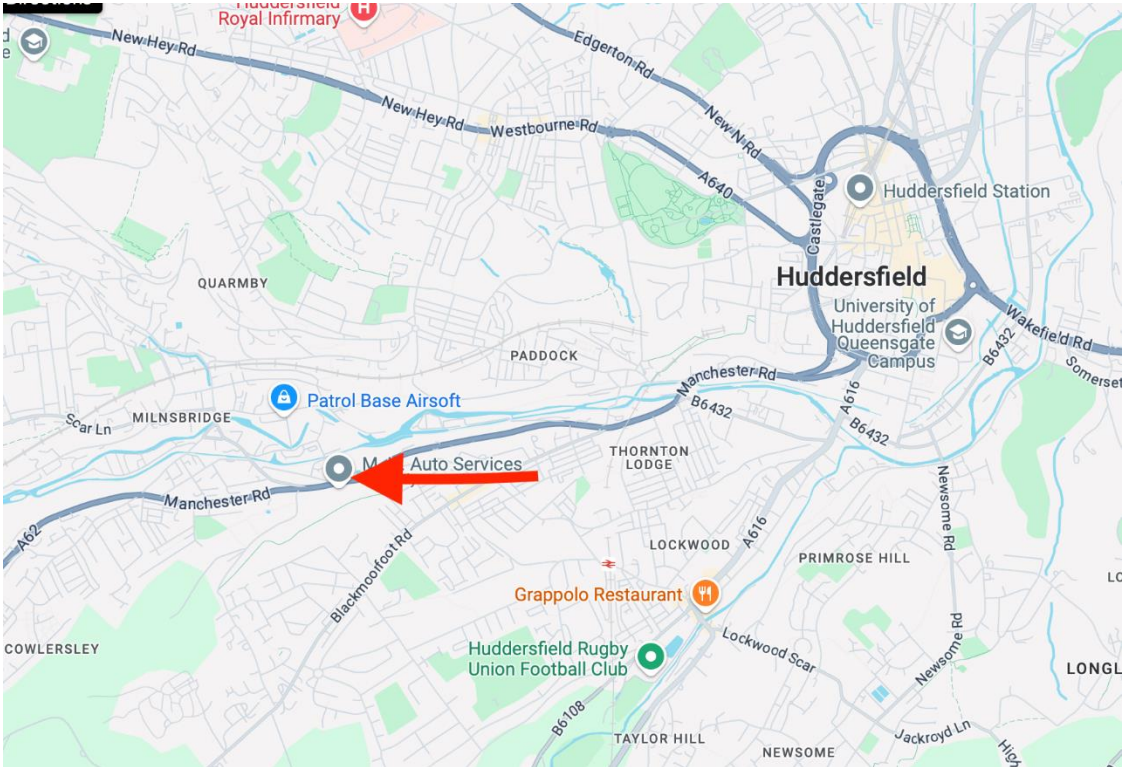 Huddersfield
Royal Infirmary
H
New Hey Rd
Edgerton Rd
New Hey Rd
Westbourne Rd
New N Rd
A640
Castlegate
Huddersfield Station
Huddersfield
QUARMBY
University of
Huddersfield
Queensgate
Campus
Wakefield Rd
B6432
Somerset
PADDOCK
Manchester Rd
A616
B6432
B6432
Patrol Base Airsoft
Scar Ln
MILNSBRIDGE
THORNTON
LODGE
Auto Services
Manchester Rd
A62
Newsome Rd
Blackmoorfoot Rd
LOCKWOOD
A616
PRIMROSE HILL
Grappolo Restaurant
COWLERSLEY
Huddersfield Rugby
Union Football Club
Lockwood Scar
Newsome Rd
LONGL
B6108
TAYLOR HILL
NEWSOME
Jackroyd Ln
High